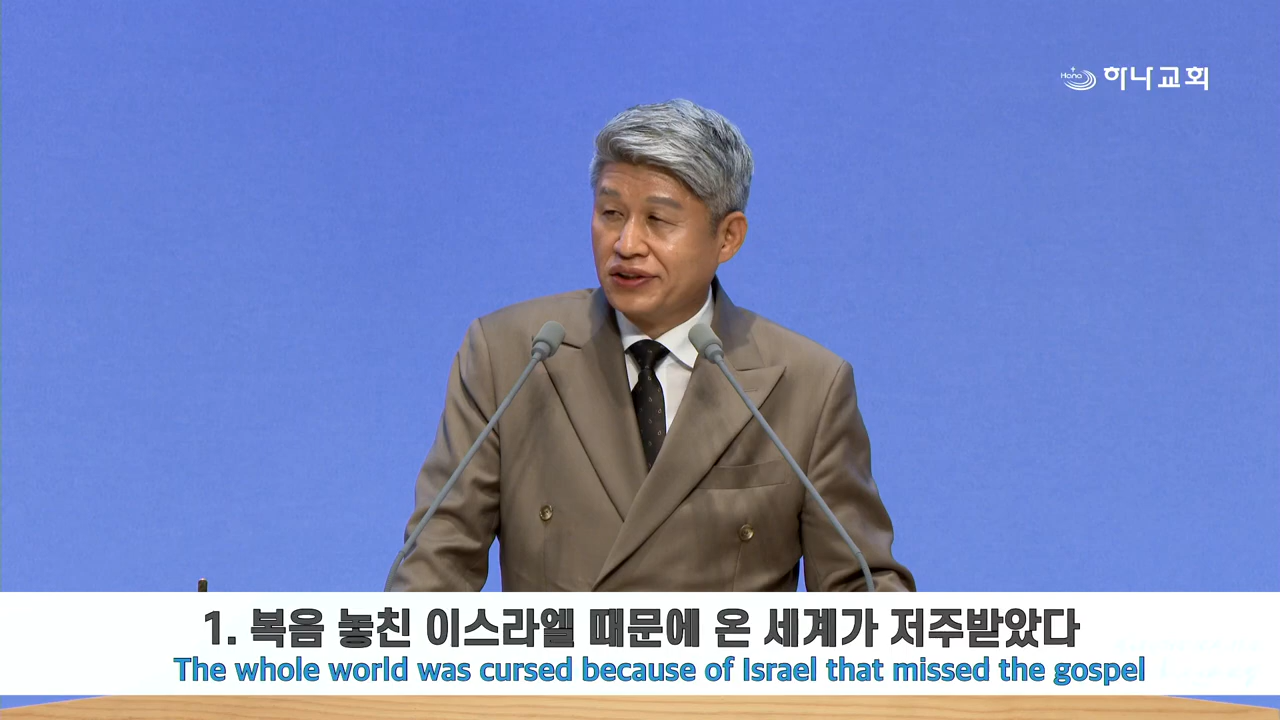 Hana 하나교회
1. 복음 놓친 이스라엘 때문에 온 세계가 저주받았다
The whole world was cursed because of Israel that missed the gospel